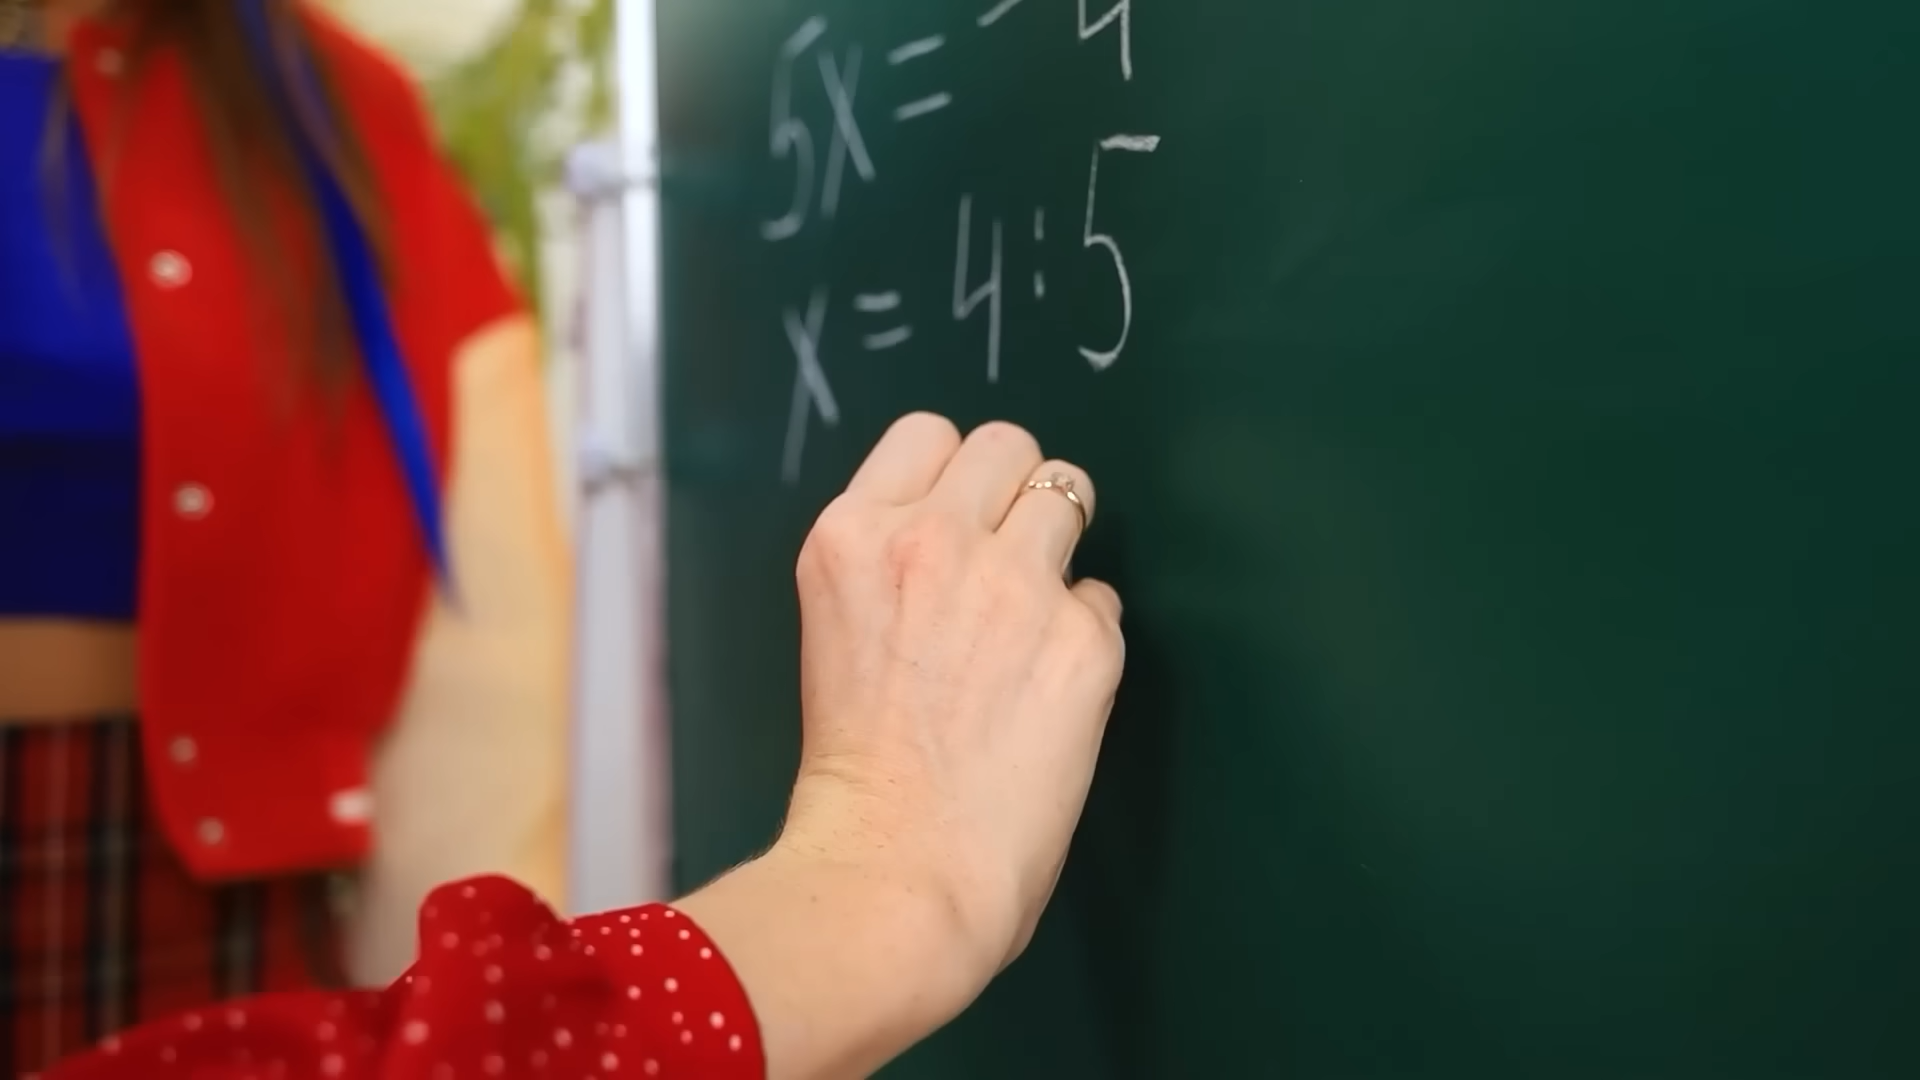 5x = - 4
x = 4 : 5